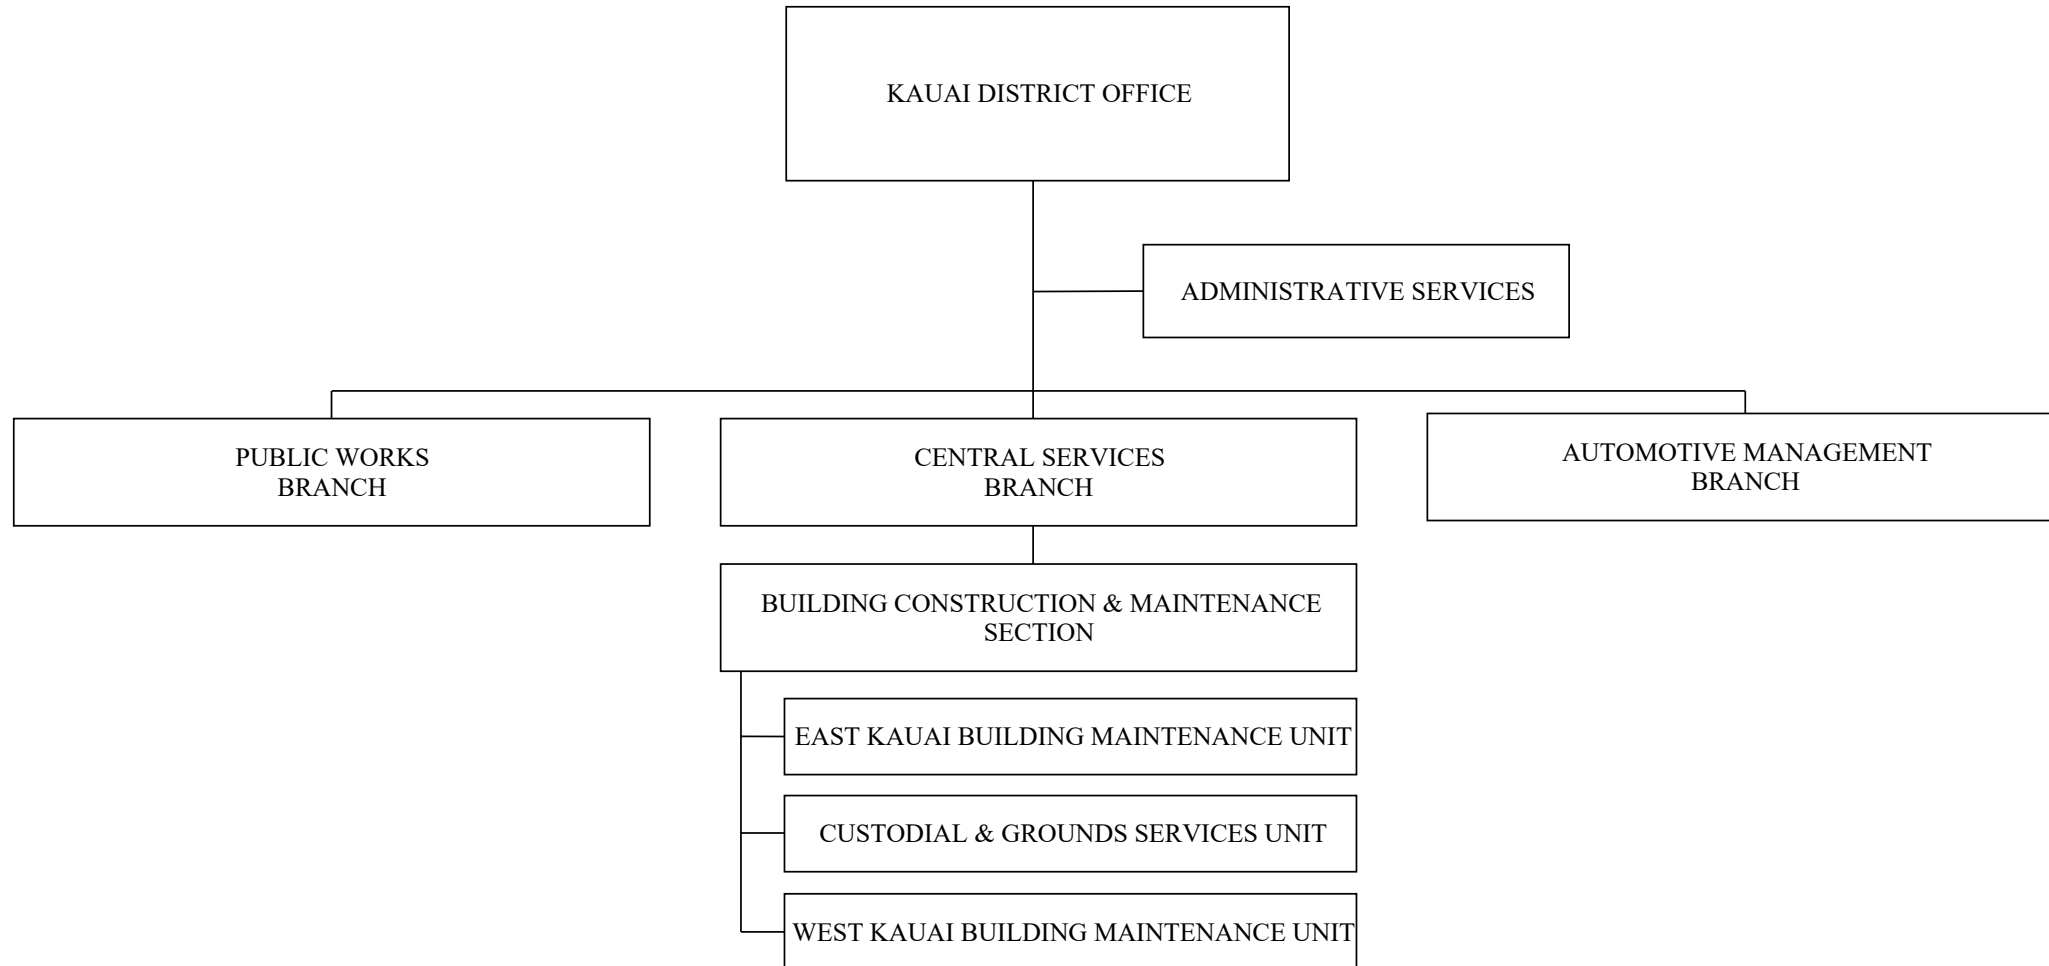 KAUAI DISTRICT OFFICE
ADMINISTRATIVE SERVICES
PUBLIC WORKS
BRANCH
CENTRAL SERVICES
BRANCH
AUTOMOTIVE MANAGEMENT
BRANCH
BUILDING CONSTRUCTION & MAINTENANCE
SECTION
EAST KAUAI BUILDING MAINTENANCE UNIT
CUSTODIAL & GROUNDS SERVICES UNIT
WEST KAUAI BUILDING MAINTENANCE UNIT